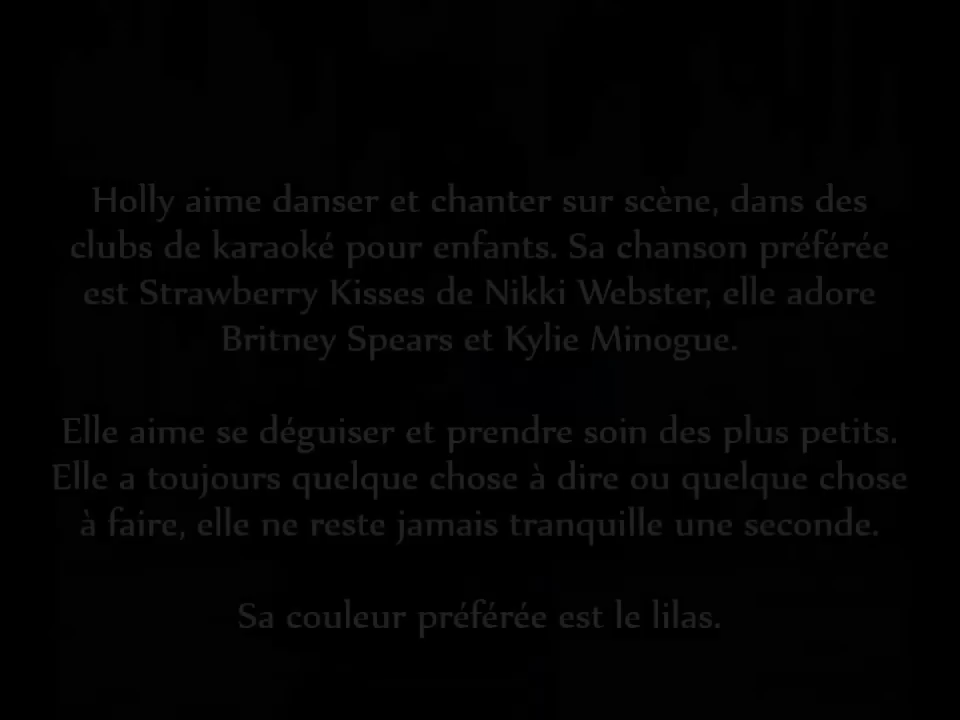 Holly aime danser et chanter sur scène, dans des
clubs de karaoké pour enfants. Sa chanson préférée
est Strawberry Kisses de Nikki Webster, elle adore
Britney Spears et Kylie Minogue.
Elle aime se déguiser et prendre soin des plus petits.
Elle a toujours quelque chose à dire ou quelque chose
à faire, elle ne reste jamais tranquille une seconde.
Sa couleur préférée est le lilas.